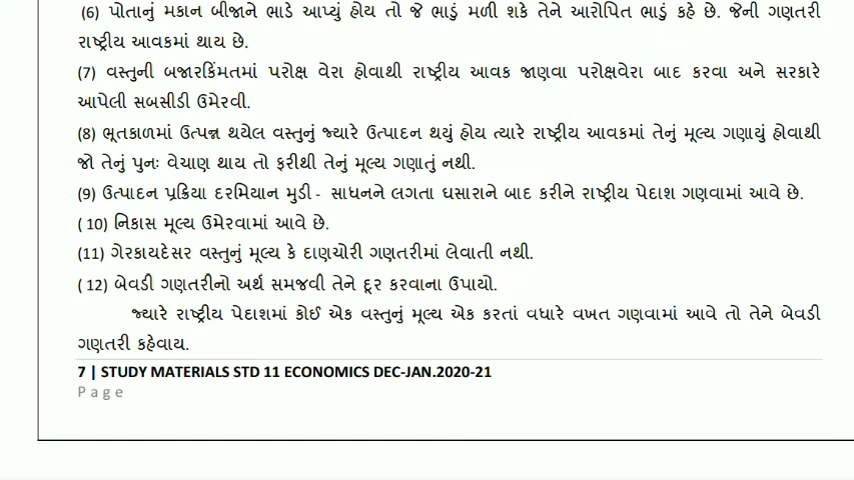 (6) પોતાનું મકાન બીજાને ભાડે આપ્યું હોય તો જે ભાડું મળી શકે તેને આરોપિત ભાડું કહે છે. જેની ગણતરી
રાષ્ટ્રીય આવકમાં થાય છે.
(7) વસ્તુની બજારકિંમતમાં પરોક્ષ વેરા હોવાથી રાષ્ટ્રીય આવક જાણવા પરોક્ષવેરા બાદ કરવા અને સરકારે
આપેલી સબસીડી ઉમેરવી.
(8) ભૂતકાળમાં ઉત્પન્ન થયેલ વસ્તુનું જ્યારે ઉત્પાદન થયું હોય ત્યારે રાષ્ટ્રીય આવકમાં તેનું મૂલ્ય ગણાયું હોવાથી
જો તેનું પુનઃ વેચાણ થાય તો ફરીથી તેનું મૂલ્ય ગણાતું નથી.
(9) ઉત્પાદન પ્રક્રિયા દરમિયાન મુડી - સાધનને લગતા ઘસારાને બાદ કરીને રાષ્ટ્રીય પેદાશ ગણવામાં આવે છે.
( 10) નિકાસ મૂલ્ય ઉમેરવામાં આવે છે.
(11) ગેરકાયદેસર વસ્તુનું મૂલ્ય કે દાણચોરી ગણતરીમાં લેવાતી નથી.
( 12) બેવડી ગણતરીનો અર્થ સમજવી તેને દૂર કરવાના ઉપાયો.
જ્યારે રાષ્ટ્રીય પેદાશમાં કોઈ એક વસ્તુનું મૂલ્ય એક કરતાં વધારે વખત ગણવામાં આવે તો તેને બેવડી
ગણતરી કહેવાય.
7 | STUDY MATERIALS STD 11 ECONOMICS DEC-JAN.2020-21
Page